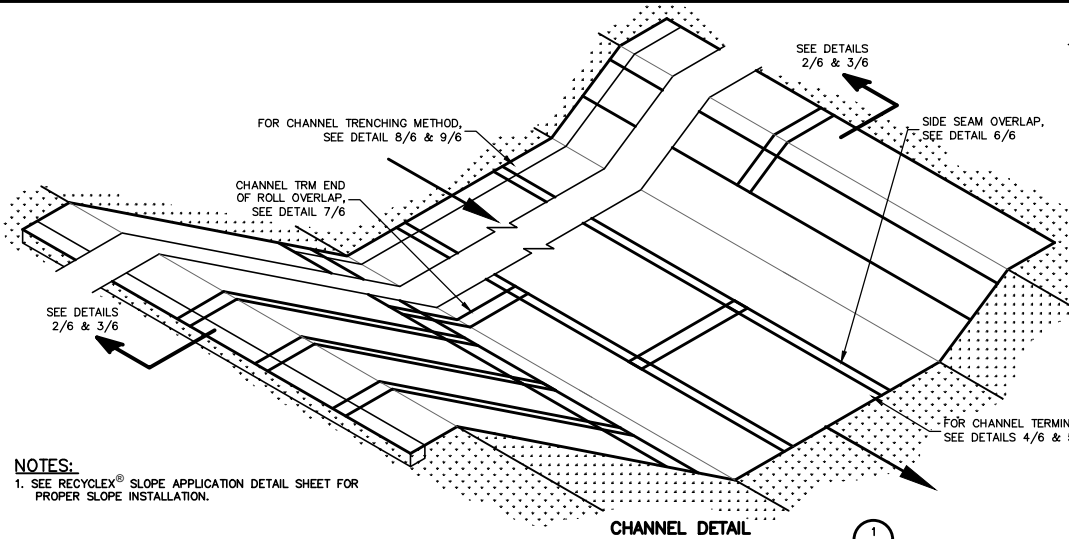 SEE DETAILS
2/6 & 3/6
FOR CHANNEL TRENCHING METHOD,
SEE DETAIL 8/6 & 9/6
SIDE SEAM OVERLAP,
SEE DETAIL 6/6
CHANNEL TRM END
OF ROLL OVERLAP,
SEE DETAIL 7/6
SEE DETAILS
2/6 & 3/6
FOR CHANNEL
SEE DETAILS 4/6 &
NOTES:
1. SEE RECYCLEX® SLOPE APPLICATION DETAIL SHEET FOR
PROPER SLOPE INSTALLATION.
CHANNEL DETAIL
1